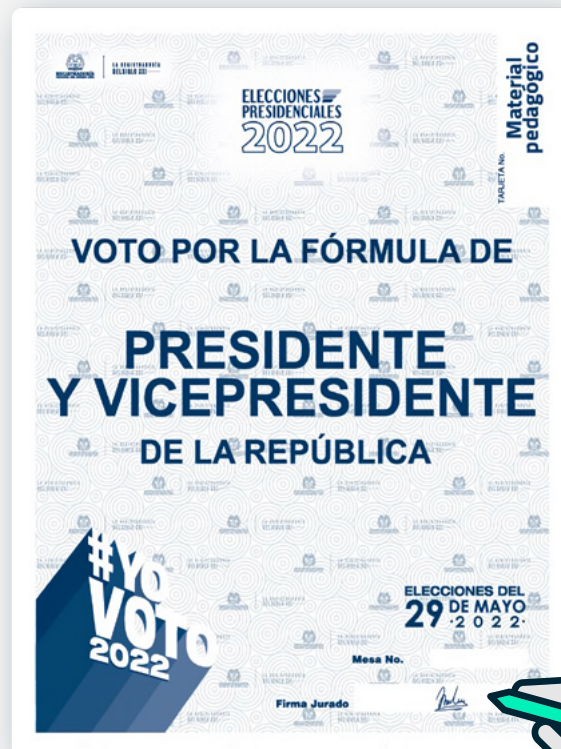 ELECCIONES
PRESIDENCIALES
2022
TARJETA No.
Material
pedagógico
VOTO POR LA FÓRMULA DE
PRESIDENTE
Y VICEPRESIDENTE
DE LA REPÚBLICA
#YO
VOTO
2022
ELECCIONES DEL
29 DE MAYO
·2022·
Mesa No.
Firma Jurado